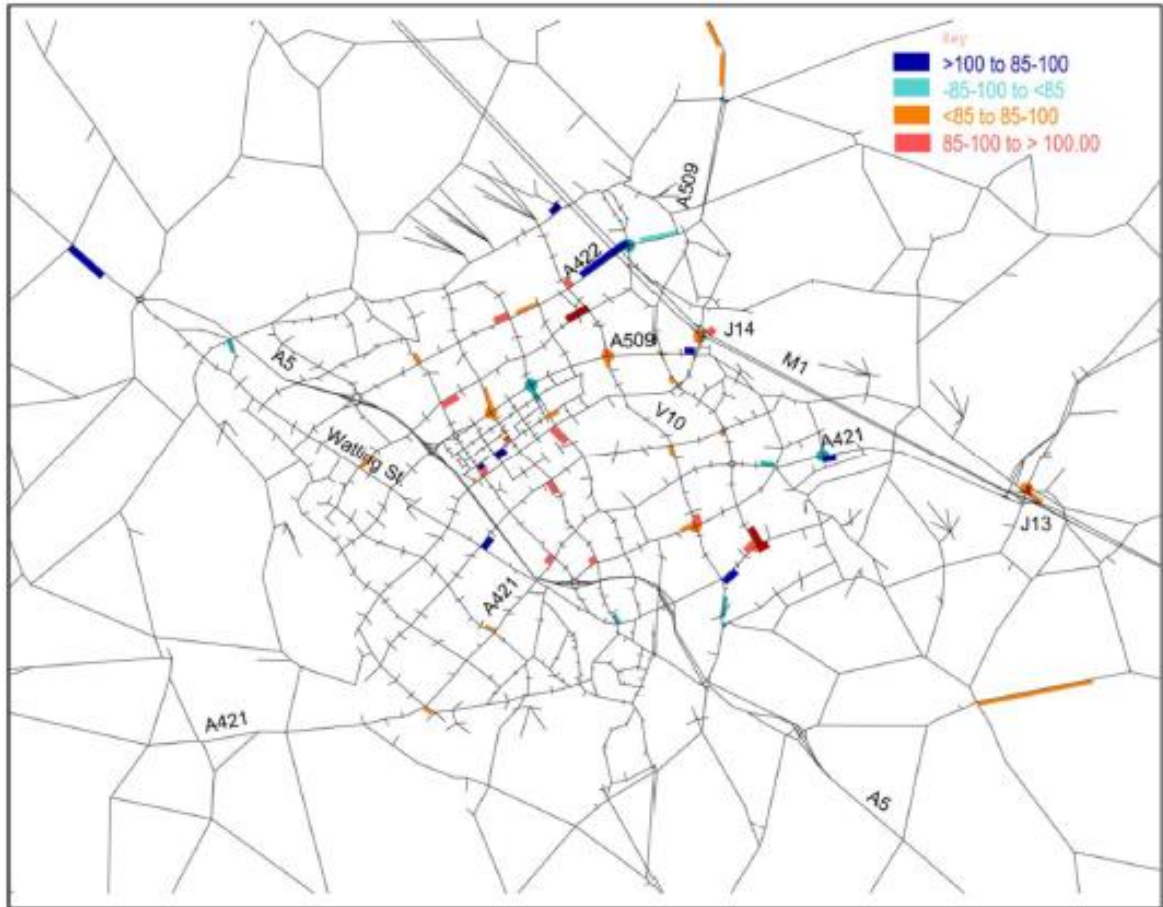 Key
>100 to 85-100
-85-100 to <85
<85 to 85-100
85-100 to > 100.00
A509
A422
J14
A509
M1
A5
V10
Watling St.
A421
J13
A421
A421
A5